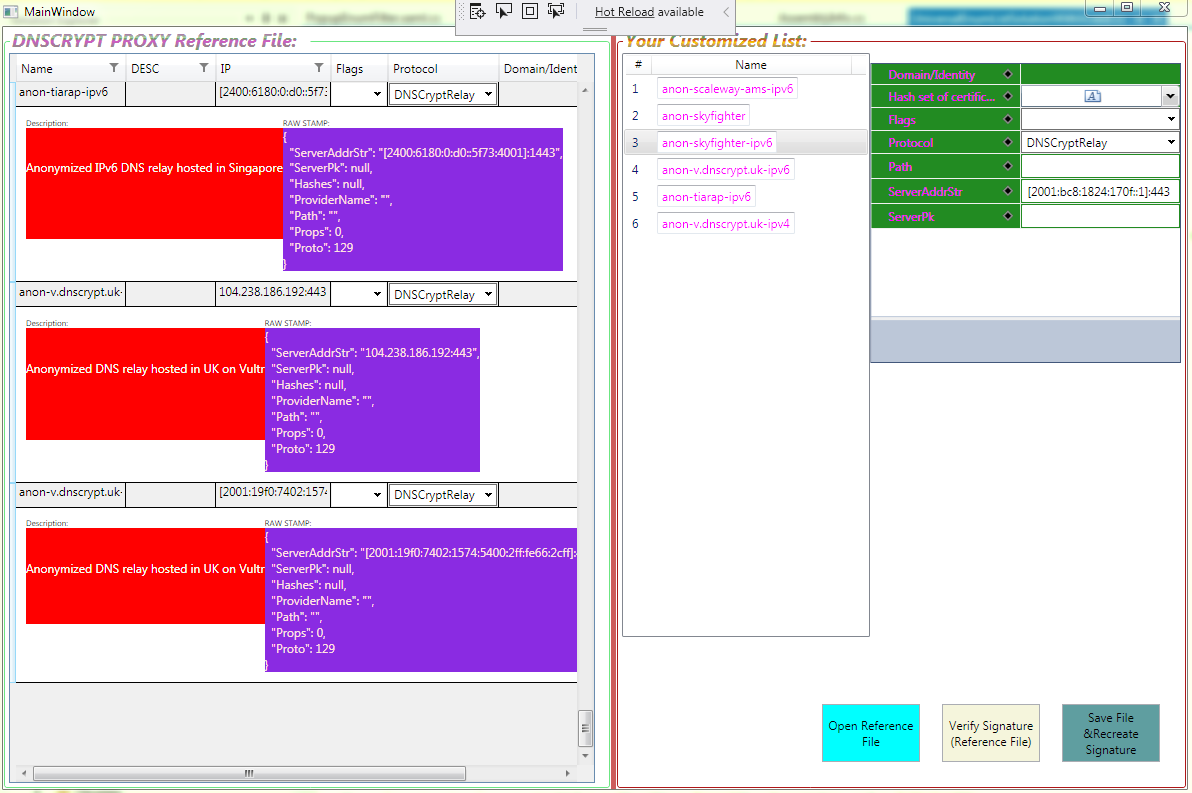 MainWindow
Hot Reload available
DNSCRYPT PROXY Reference File:
Name DESC IP Flags Protocol Domain/Ident
anon-tiarap-ipv6 [2400:6180:0:d0::5f73 DNSCryptRelay
Description: RAW STAMP:
Anonymized IPv6 DNS relay hosted in Singapore
{
"ServerAddrStr": "[2400:6180:0:d0::5f73:4001]:1443",
"ServerPk": null,
"Hashes": null,
"ProviderName": "",
"Path": "",
"Props": 0,
"Proto": 129
}
anon-v.dnscrypt.uk- 104.238.186.192:443 DNSCryptRelay
Description: RAW STAMP:
Anonymized DNS relay hosted in UK on Vultr
{
"ServerAddrStr": "104.238.186.192:443",
"ServerPk": null,
"Hashes": null,
"ProviderName": "",
"Path": "",
"Props": 0,
"Proto": 129
}
anon-v.dnscrypt.uk- [2001:19f0:7402:1574 DNSCryptRelay
Description: RAW STAMP:
Anonymized DNS relay hosted in UK on Vultr
{
"ServerAddrStr": "[2001:19f0:7402:1574:5400:2ff:fe66:2cff]:
"ServerPk": null,
"Hashes": null,
"ProviderName": "",
"Path": "",
"Props": 0,
"Proto": 129
}
Your Customized List:
# Name
1 anon-scaleway-ams-ipv6
2 anon-skyfighter
3 anon-skyfighter-ipv6
4 anon-v.dnscrypt.uk-ipv6
5 anon-tiarap-ipv6
6 anon-v.dnscrypt.uk-ipv4
Domain/Identity
Hash set of certific... A
Flags
Protocol DNSCryptRelay
Path
ServerAddrStr [2001:bc8:1824:170f::1]:443
ServerPk
Open Reference
File
Verify Signature
(Reference File)
Save File
&Recreate
Signature